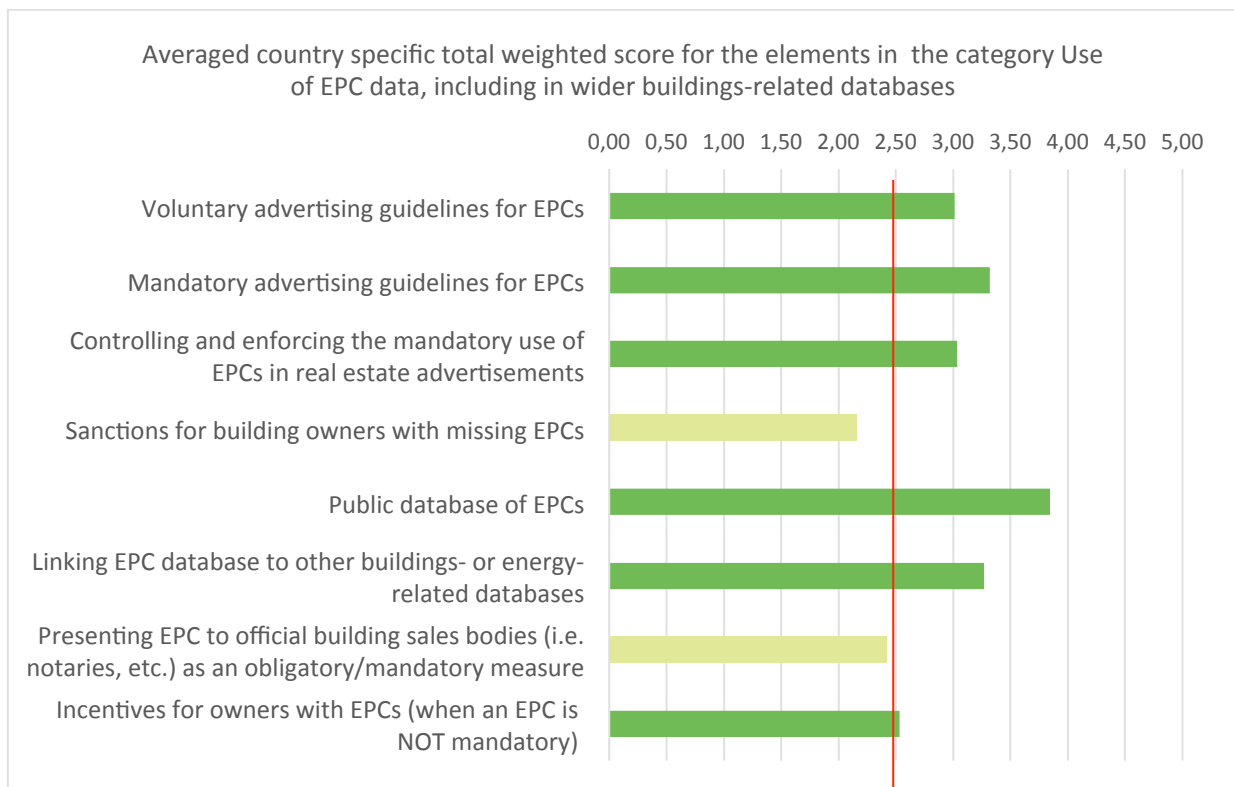 Averaged country specific total weighted score for the elements in  the category Use
of EPC data, including in wider buildings-related databases
0,00 0,50 1,00 1,50 2,00 2,50 3,00 3,50 4,00 4,50 5,00
Voluntary advertising guidelines for EPCs
Mandatory advertising guidelines for EPCs
Controlling and enforcing the mandatory use of
EPCs in real estate advertisements
Sanctions for building owners with missing EPCs
Public database of EPCs
Linking EPC database to other buildings- or energy-
related databases
Presenting EPC to official building sales bodies (i.e.
notaries, etc.) as an obligatory/mandatory measure
Incentives for owners with EPCs (when an EPC is
NOT mandatory)